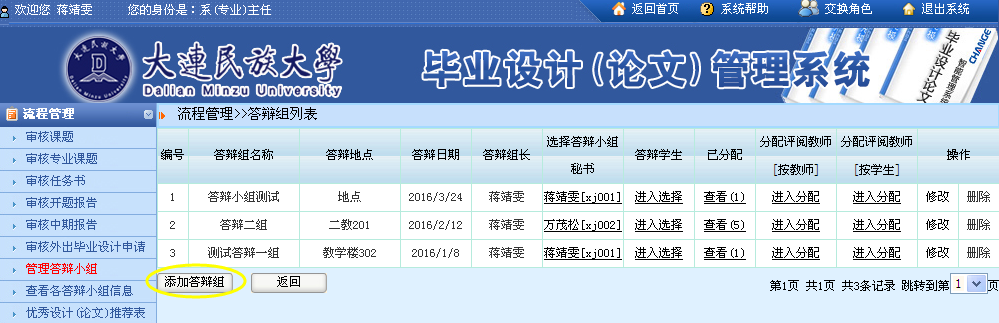 欢迎您 蒋靖雯 您的身份是：系(专业)主任 返回首页 系统帮助 交换角色 退出系统
大連民族大學
Dalian Minzu University
毕业设计(论文)管理系统
CHANGE
毕业设计论文
智能管理系统
流程管理
流程管理>>答辩组列表
审核课题
审核专业课题
审核任务书
审核开题报告
审核中期报告
审核外出毕业设计申请
管理答辩小组
查看各答辩小组信息
优秀设计(论文)推荐表
编号 答辩组名称 答辩地点 答辩日期 答辩组长 选择答辩小组秘书 答辩学生 已分配 分配评阅教师[按教师] 分配评阅教师[按学生] 操作
1 答辩小组测试 地点 2016/3/24 蒋靖雯 蒋靖雯[xj001] 进入选择 查看(1) 进入分配 进入分配 修改 删除
2 答辩二组 二教201 2016/2/12 蒋靖雯 万茂松[xj002] 进入选择 查看(5) 进入分配 进入分配 修改 删除
3 测试答辩一组 教学楼302 2016/1/8 蒋靖雯 蒋靖雯[xj001] 进入选择 查看(1) 进入分配 进入分配 修改 删除
添加答辩组 返回 第1页 共1页 共3条记录 跳转到第 1 页